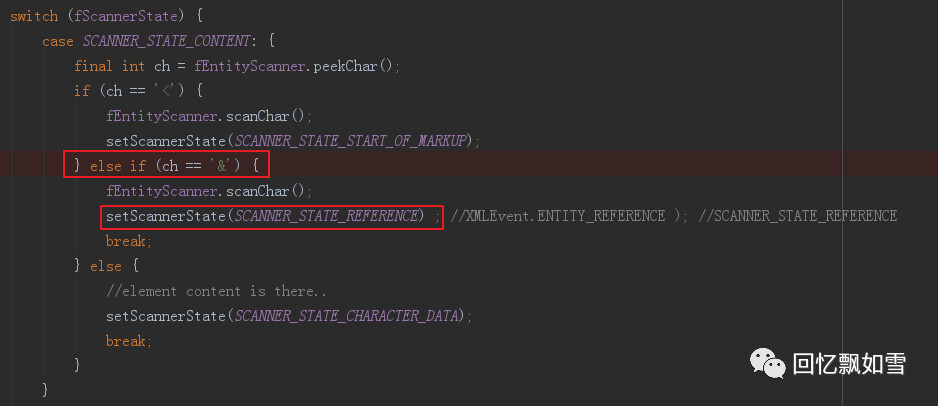 switch (fScannerState) {
case SCANNER_STATE_CONTENT: {
final int ch = fEntityScanner.peekChar();
if (ch == '<') {
fEntityScanner.scanChar();
setScannerState(SCANNER_STATE_START_OF_MARKUP);
} else if (ch == '&') {
fEntityScanner.scanChar();
setScannerState(SCANNER_STATE_REFERENCE) ; //XMLEvent.ENTITY_REFERENCE ); //SCANNER_STATE_REFERENCE
break;
} else {
//element content is there..
setScannerState(SCANNER_STATE_CHARACTER_DATA);
break;
}
}
回忆飘如雪